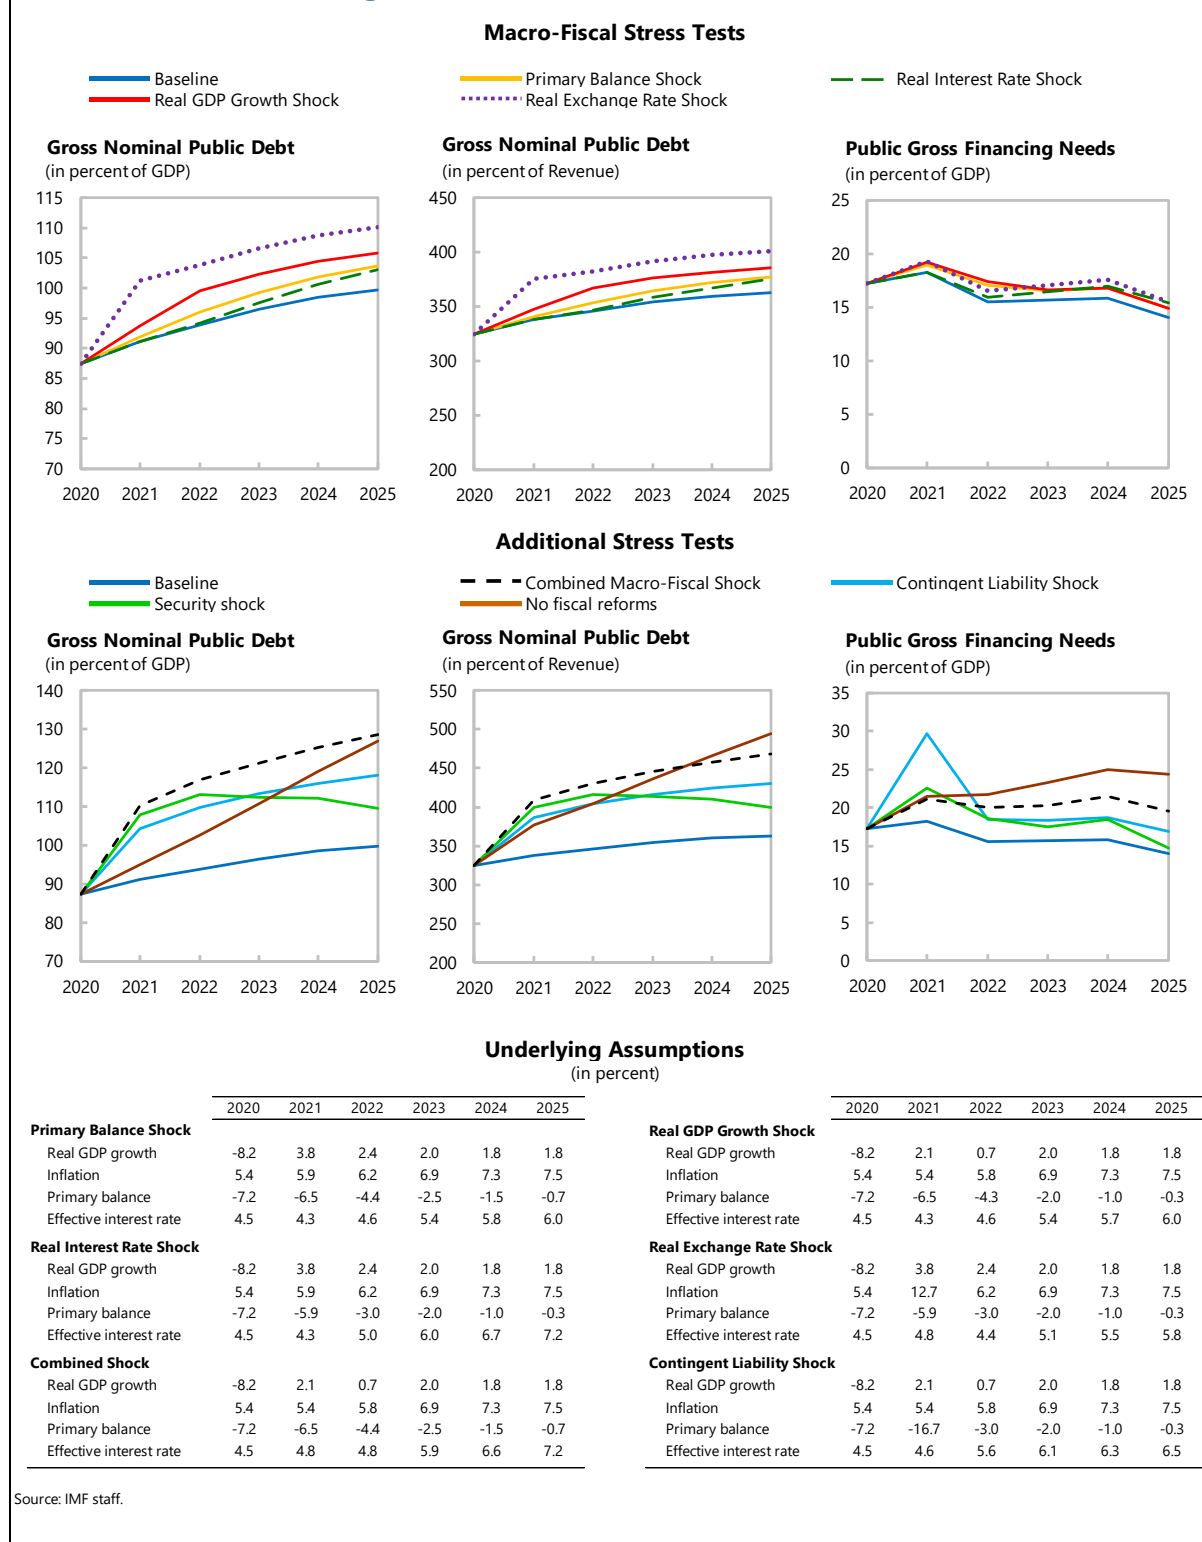 Macro-Fiscal Stress Tests
Baseline
Primary Balance Shock
Real Interest Rate Shock
Real GDP Growth Shock
Real Exchange Rate Shock
Gross Nominal Public Debt
(in percent of GDP)
115
110
105
100
95
90
85
80
75
70
2020 2021 2022 2023 2024 2025
Gross Nominal Public Debt
(in percent of Revenue)
450
400
350
300
250
200
2020 2021 2022 2023 2024 2025
Public Gross Financing Needs
(in percent of GDP)
25
20
15
10
5
0
2020 2021 2022 2023 2024 2025
Additional Stress Tests
Baseline
Combined Macro-Fiscal Shock
Contingent Liability Shock
Security shock
No fiscal reforms
Gross Nominal Public Debt
(in percent of GDP)
140
130
120
110
100
90
80
70
2020 2021 2022 2023 2024 2025
Gross Nominal Public Debt
(in percent of Revenue)
550
500
450
400
350
300
250
200
2020 2021 2022 2023 2024 2025
Public Gross Financing Needs
(in percent of GDP)
35
30
25
20
15
10
5
0
2020 2021 2022 2023 2024 2025
Underlying Assumptions
(in percent)
2020 2021 2022 2023 2024 2025
Primary Balance Shock
Real GDP growth -8.2 3.8 2.4 2.0 1.8 1.8
Inflation 5.4 5.9 6.2 6.9 7.3 7.5
Primary balance -7.2 -6.5 -4.4 -2.5 -1.5 -0.7
Effective interest rate 4.5 4.3 4.6 5.4 5.8 6.0
Real Interest Rate Shock
Real GDP growth -8.2 3.8 2.4 2.0 1.8 1.8
Inflation 5.4 5.9 6.2 6.9 7.3 7.5
Primary balance -7.2 -5.9 -3.0 -2.0 -1.0 -0.3
Effective interest rate 4.5 4.3 5.0 6.0 6.7 7.2
Combined Shock
Real GDP growth -8.2 2.1 0.7 2.0 1.8 1.8
Inflation 5.4 5.4 5.8 6.9 7.3 7.5
Primary balance -7.2 -6.5 -4.4 -2.5 -1.5 -0.7
Effective interest rate 4.5 4.8 4.8 5.9 6.6 7.2
2020 2021 2022 2023 2024 2025
Real GDP Growth Shock
Real GDP growth -8.2 2.1 0.7 2.0 1.8 1.8
Inflation 5.4 5.4 5.8 6.9 7.3 7.5
Primary balance -7.2 -6.5 -4.3 -2.0 -1.0 -0.3
Effective interest rate 4.5 4.3 4.6 5.4 5.7 6.0
Real Exchange Rate Shock
Real GDP growth -8.2 3.8 2.4 2.0 1.8 1.8
Inflation 5.4 12.7 6.2 6.9 7.3 7.5
Primary balance -7.2 -5.9 -3.0 -2.0 -1.0 -0.3
Effective interest rate 4.5 4.8 4.4 5.1 5.5 5.8
Contingent Liability Shock
Real GDP growth -8.2 2.1 0.7 2.0 1.8 1.8
Inflation 5.4 5.4 5.8 6.9 7.3 7.5
Primary balance -7.2 -16.7 -3.0 -2.0 -1.0 -0.3
Effective interest rate 4.5 4.6 5.6 6.1 6.3 6.5
Source: IMF staff.